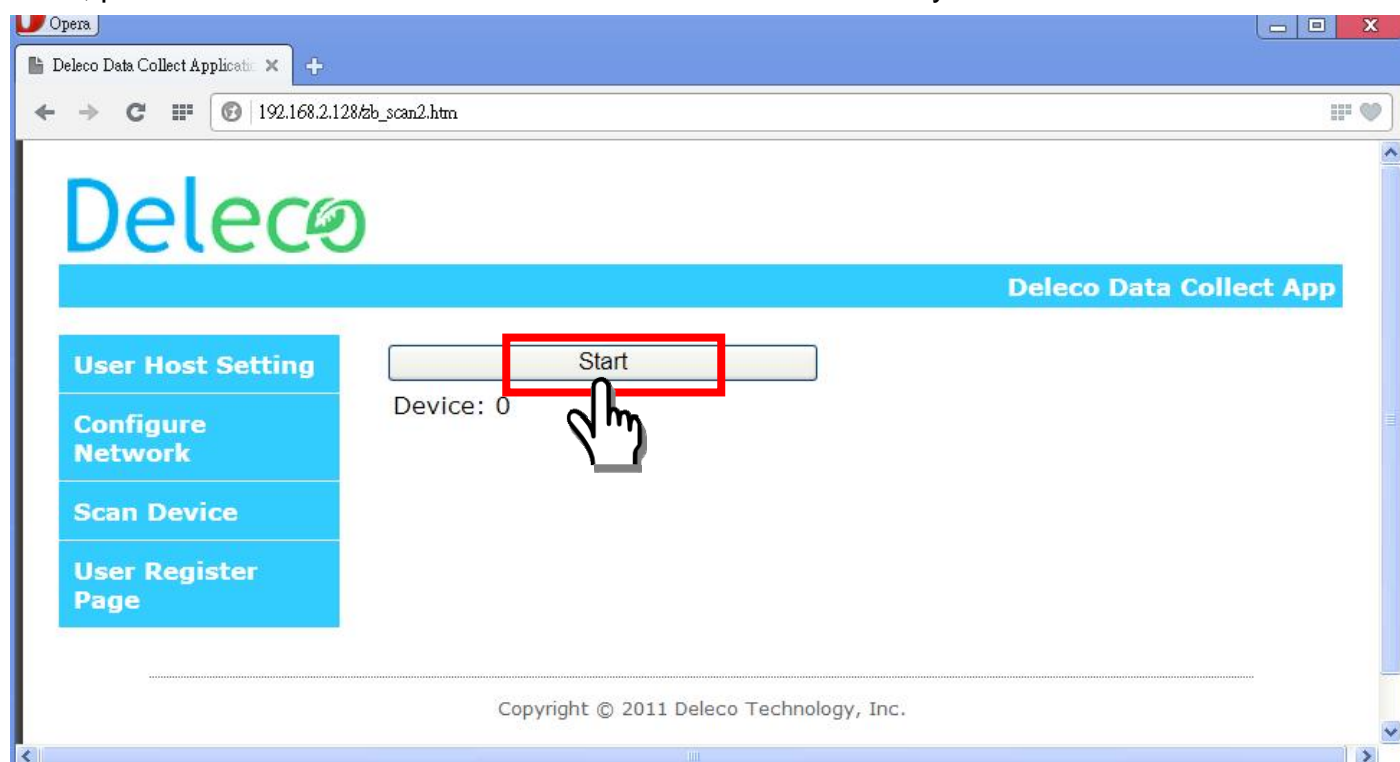 Opera
Deleco Data Collect Applicatic
192.168.2.128/zb_scan2.htm
Deleco
Deleco Data Collect App
User Host Setting
Start
Device: 0
Configure
Network
Scan Device
User Register
Page
Copyright © 2011 Deleco Technology, Inc.